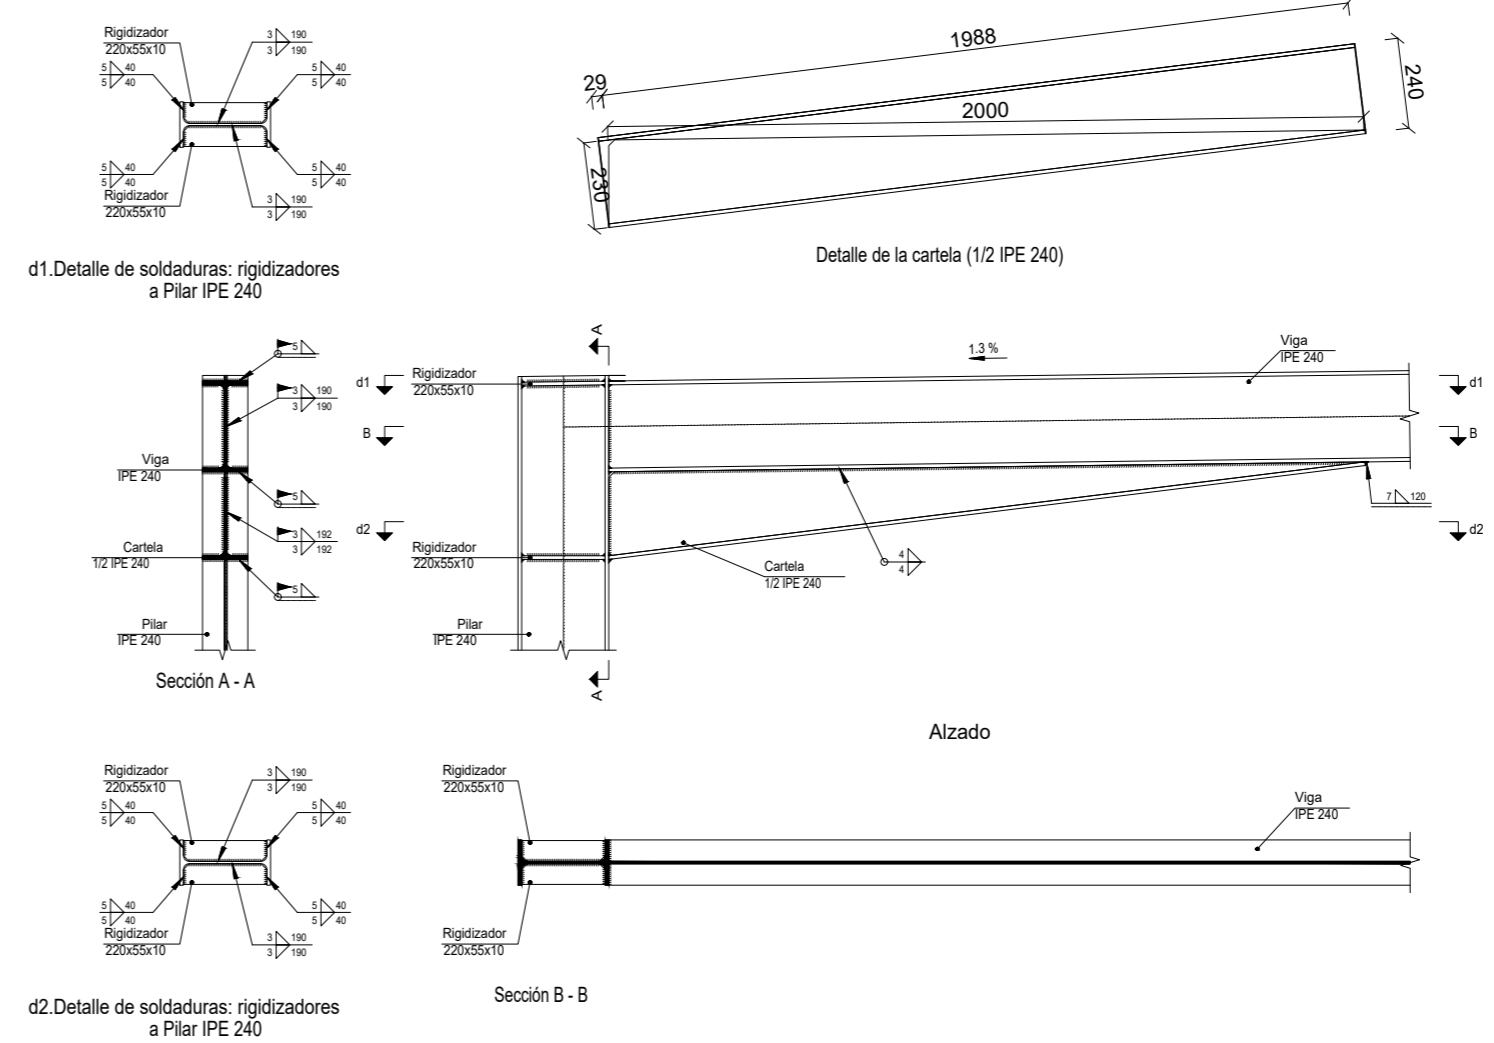 Rigidizador
220x55x10
3 190
3 190
5 40
5 40
5 40
5 40
5 40
5 40
5 40
5 40
Rigidizador
220x55x10
3 190
3 190
d1.Detalle de soldaduras: rigidizadores
a Pilar IPE 240
1988
29
2000
240
230
Detalle de la cartela (1/2 IPE 240)
5
3 190
3 190
Viga
IPE 240
5
3 192
3 192
Cartela
1/2 IPE 240
5
Pilar
IPE 240
Sección A - A
A
d1
Rigidizador
220x55x10
1.3 %
Viga
IPE 240
d1
B
B
7 120
d2
d2
Rigidizador
220x55x10
4
4
Cartela
1/2 IPE 240
Pilar
IPE 240
A
Alzado
Rigidizador
220x55x10
3 190
3 190
5 40
5 40
5 40
5 40
5 40
5 40
5 40
5 40
Rigidizador
220x55x10
3 190
3 190
d2.Detalle de soldaduras: rigidizadores
a Pilar IPE 240
Rigidizador
220x55x10
Viga
IPE 240
Rigidizador
220x55x10
Sección B - B